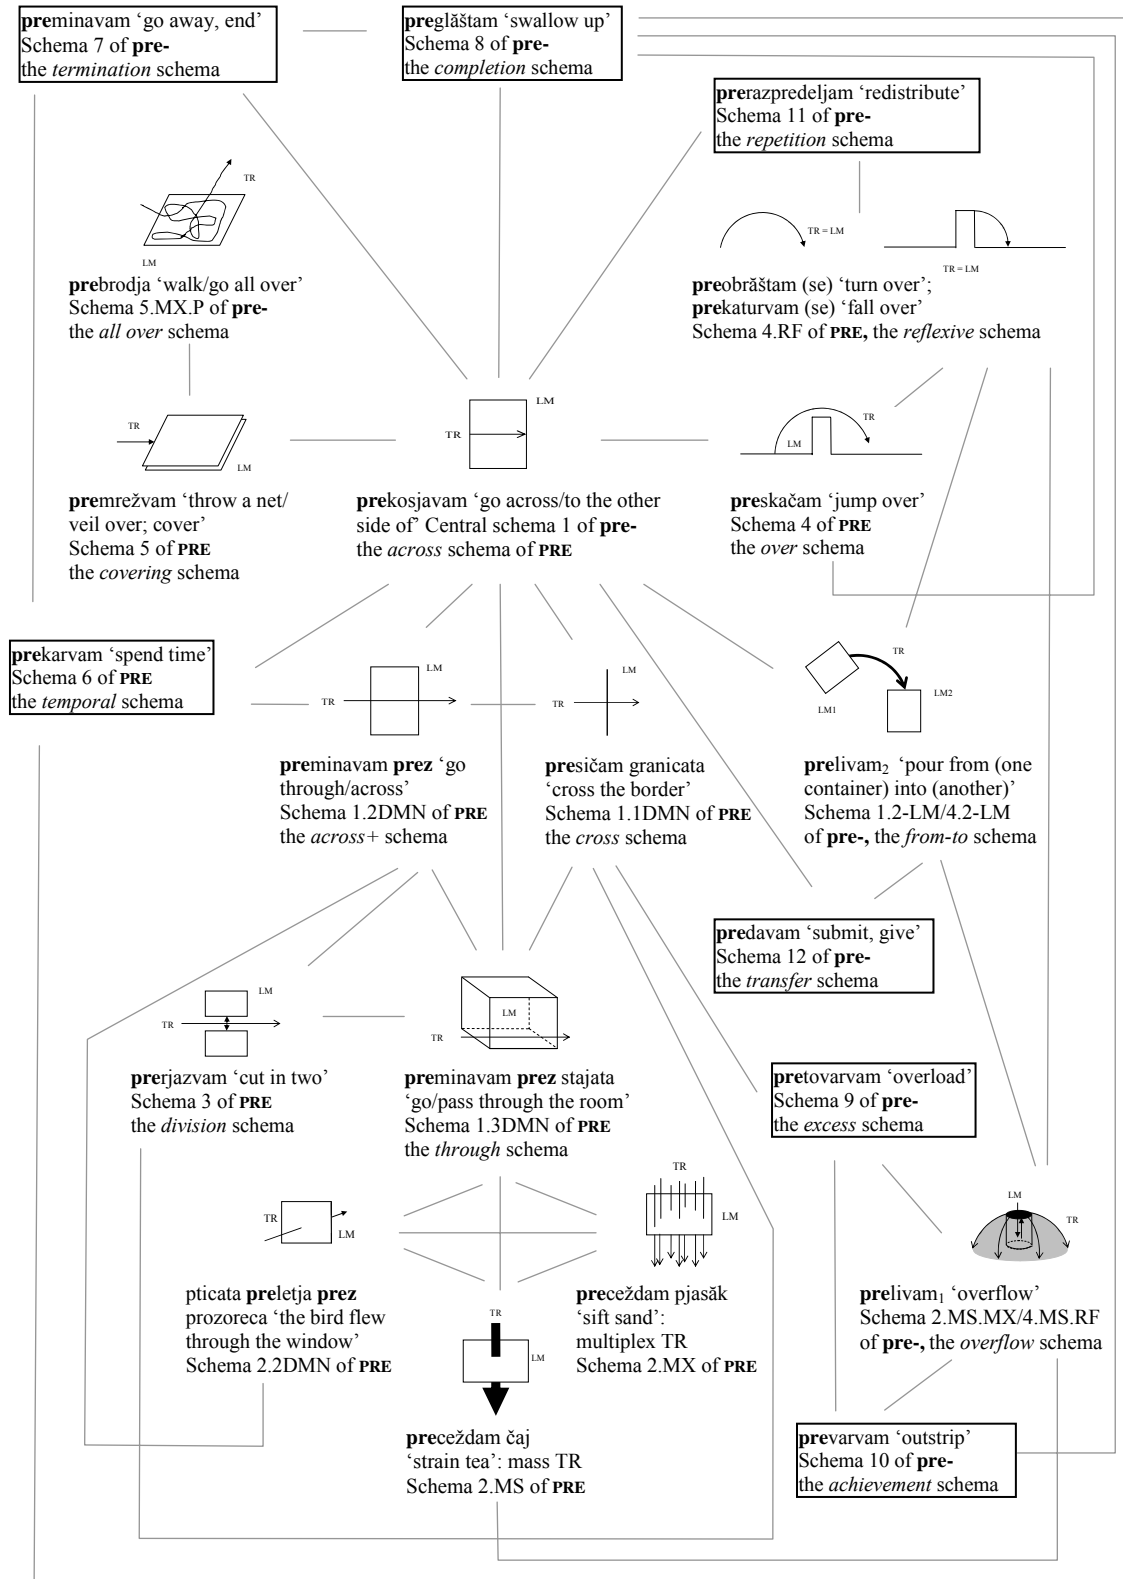 preminavam ‘go away, end’
Schema 7 of pre-
the termination schema
preglăštam ‘swallow up’
Schema 8 of pre-
the completion schema
prerazpredeljam ‘redistribute’
Schema 11 of pre-
the repetition schema
TR
LM
prebrodja ‘walk/go all over’
Schema 5.MX.P of pre-
the all over schema
TR = LM
TR = LM
preobrăštam (se) ‘turn over’;
prekaturvam (se) ‘fall over’
Schema 4.RF of PRE, the reflexive schema
TR
LM
premrežvam ‘throw a net/
veil over; cover’
Schema 5 of PRE
the covering schema
LM
TR
prekosjavam ‘go across/to the other
side of’ Central schema 1 of pre-
the across schema of PRE
TR
LM
preskačam ‘jump over’
Schema 4 of PRE
the over schema
prekarvam ‘spend time’
Schema 6 of PRE
the temporal schema
LM
TR
preminavam prez ‘go
through/across’
Schema 1.2DMN of PRE
the across+ schema
LM
TR
presičam granicata
‘cross the border’
Schema 1.1DMN of PRE
the cross schema
TR
LM1
LM2
prelivam2 ‘pour from (one
container) into (another)’
Schema 1.2-LM/4.2-LM
of pre-, the from-to schema
predavam ‘submit, give’
Schema 12 of pre-
the transfer schema
LM
TR
prerjazvam ‘cut in two’
Schema 3 of PRE
the division schema
LM
TR
preminavam prez stajata
‘go/pass through the room’
Schema 1.3DMN of PRE
the through schema
pretovarvam ‘overload’
Schema 9 of pre-
the excess schema
TR
LM
pticata preletja prez
prozoreca ‘the bird flew
through the window’
Schema 2.2DMN of PRE
TR
LM
preceždam pjasăk
‘sift sand’:
multiplex TR
Schema 2.MX of PRE
TR
LM
preceždam čaj
‘strain tea’: mass TR
Schema 2.MS of PRE
LM
TR
prelivam1 ‘overflow’
Schema 2.MS.MX/4.MS.RF
of pre-, the overflow schema
prevarvam ‘outstrip’
Schema 10 of pre-
the achievement schema